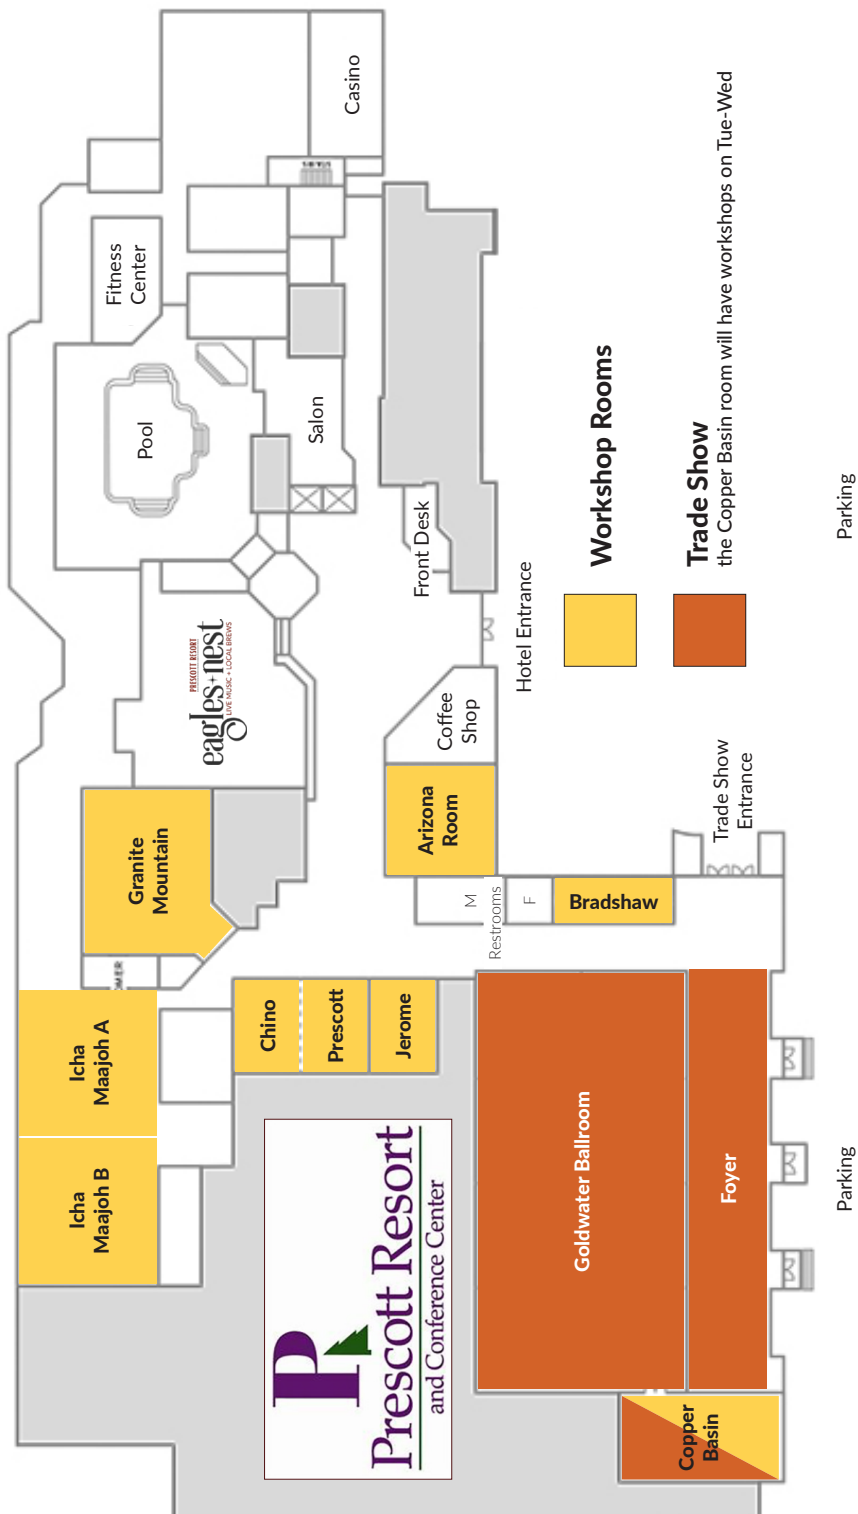 Icha
Maajoh B
Icha
Maajoh A
Granite
Mountain
Pool
Fitness
Center
PRESCOTT RESORT
eagles+nest
LIVE MUSIC + LOCAL BREWS
Chino
Prescott
Jerome
Salon
Casino
STAIRS
Prescott Resort
and Conference Center
Arizona
Room
Coffee
Shop
Front Desk
M
Restrooms
F
Hotel Entrance
Goldwater Ballroom
Bradshaw
Workshop Rooms
Copper
Basin
Foyer
Trade Show
Entrance
Trade Show
the Copper Basin room will have workshops on Tue-Wed
Parking
Parking